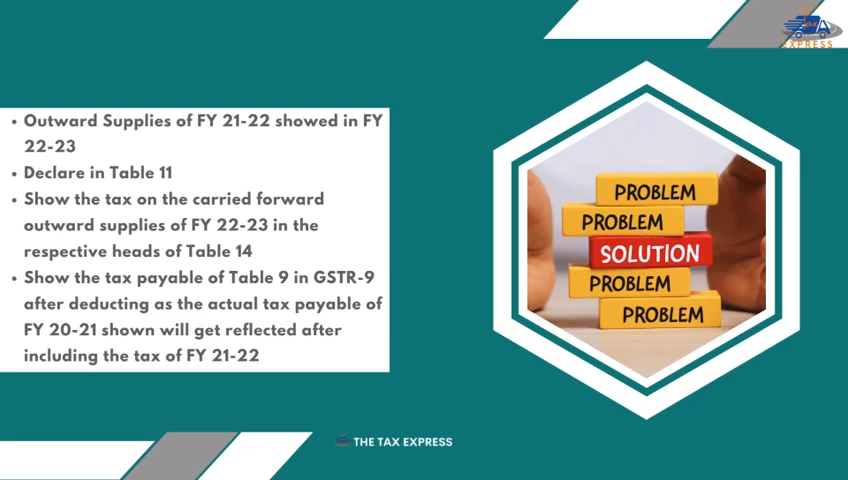 tax
EXPRESS
• Outward Supplies of FY 21-22 showed in FY
22-23
• Declare in Table 11
• Show the tax on the carried forward
outward supplies of FY 22-23 in the
respective heads of Table 14
• Show the tax payable of Table 9 in GSTR-9
after deducting as the actual tax payable of
FY 20-21 shown will get reflected after
including the tax of FY 21-22
PROBLEM
PROBLEM
SOLUTION
PROBLEM
PROBLEM
THE TAX EXPRESS